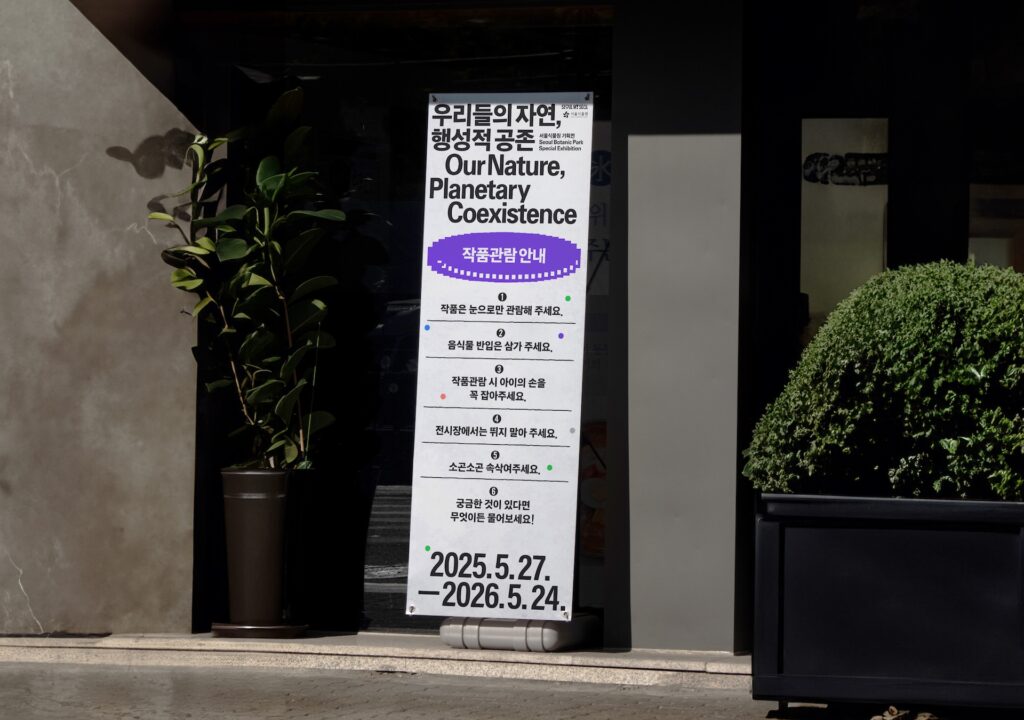 우리들의 자연,
행성적 공존
서울식물원
서울식물원 기획전
Seoul Botanic Park
Special Exhibition
Our Nature,
Planetary
Coexistence
작품관람 안내
1
작품은 눈으로만 관람해 주세요.
2
음식물 반입은 삼가 주세요.
3
작품관람 시 아이의 손을
꼭 잡아주세요.
4
전시장에서는 뛰지 말아 주세요.
5
소곤소곤 속삭여주세요.
6
궁금한 것이 있다면
무엇이든 물어보세요!
2025.5.27.
—2026.5.24.